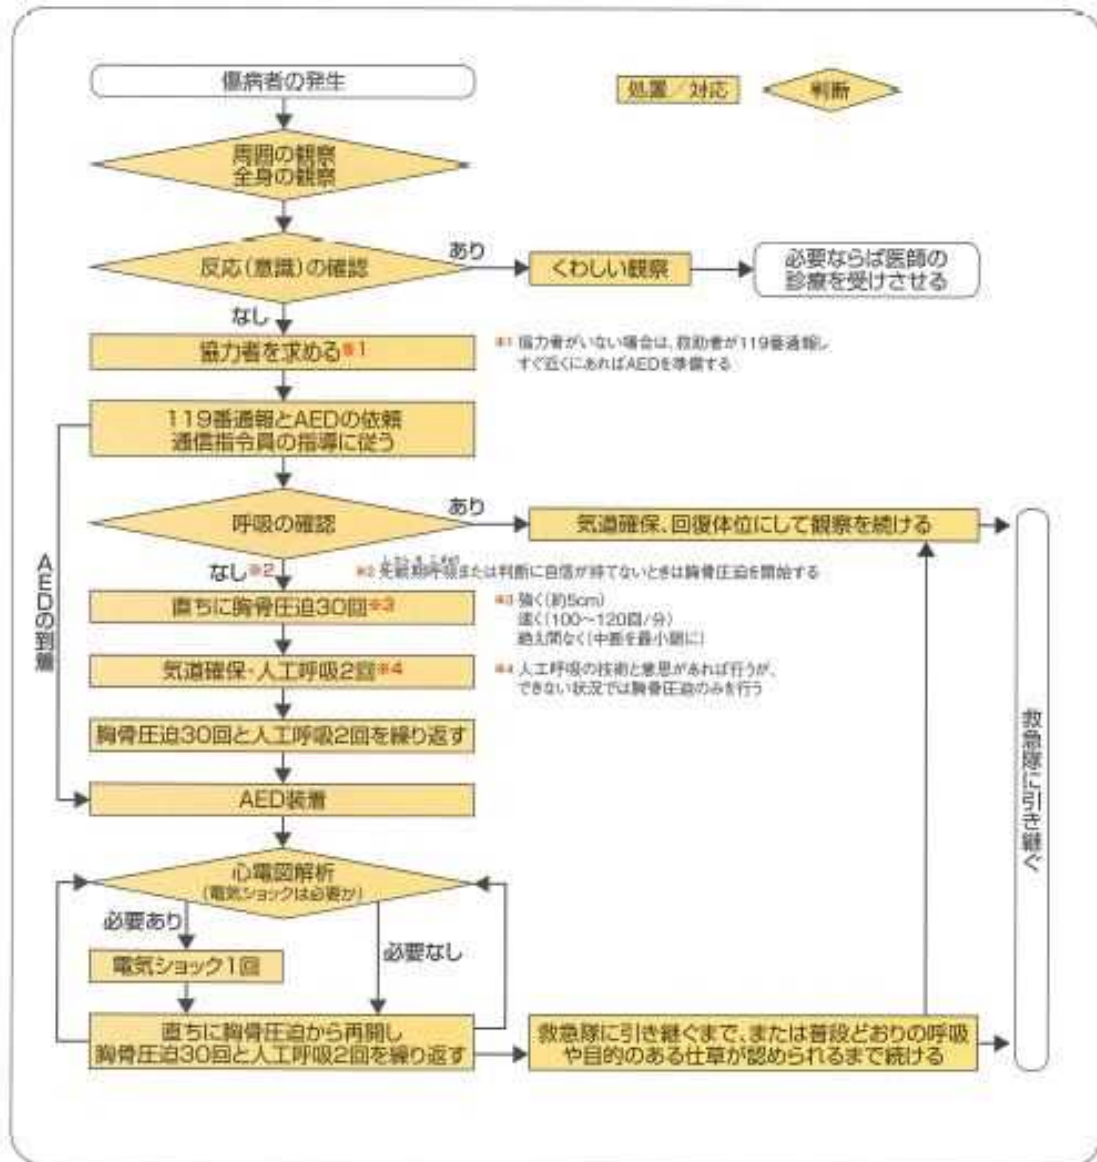 傷病者の発生
処置／対応
判断
周囲の観察
全身の観察
反応(意識)の確認
あり
くわしい観察
必要ならば医師の
診療を受けさせる
なし
協力者を求める※1
※1 協力者がいない場合は、救助者が119番通報し
すぐ近くにあればAEDを準備する
119番通報とAEDの依頼
通信指令員の指導に従う
呼吸の確認
あり
気道確保、回復体位にして観察を続ける
なし※2
※2 死戦期呼吸または判断に自信が持てないときは胸骨圧迫を開始する
しせんきこきゅう
直ちに胸骨圧迫30回※3
※3 強く(約5cm)
速く(100～120回/分)
絶え間なく(中断を最小限に)
気道確保・人工呼吸2回※4
※4 人工呼吸の技術と意思があれば行うが、
できない状況では胸骨圧迫のみを行う
胸骨圧迫30回と人工呼吸2回を繰り返す
AEDの到着
AED装着
心電図解析
(電気ショックは必要か)
必要あり
必要なし
電気ショック1回
直ちに胸骨圧迫から再開し
胸骨圧迫30回と人工呼吸2回を繰り返す
救急隊に引き継ぐまで、または普段どおりの呼吸
や目的のある仕草が認められるまで続ける
救急隊に引き継ぐ